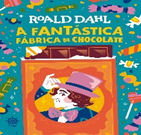 ROALD DAHL
A FANTÁSTICA
FÁBRICA DE CHOCOLATE